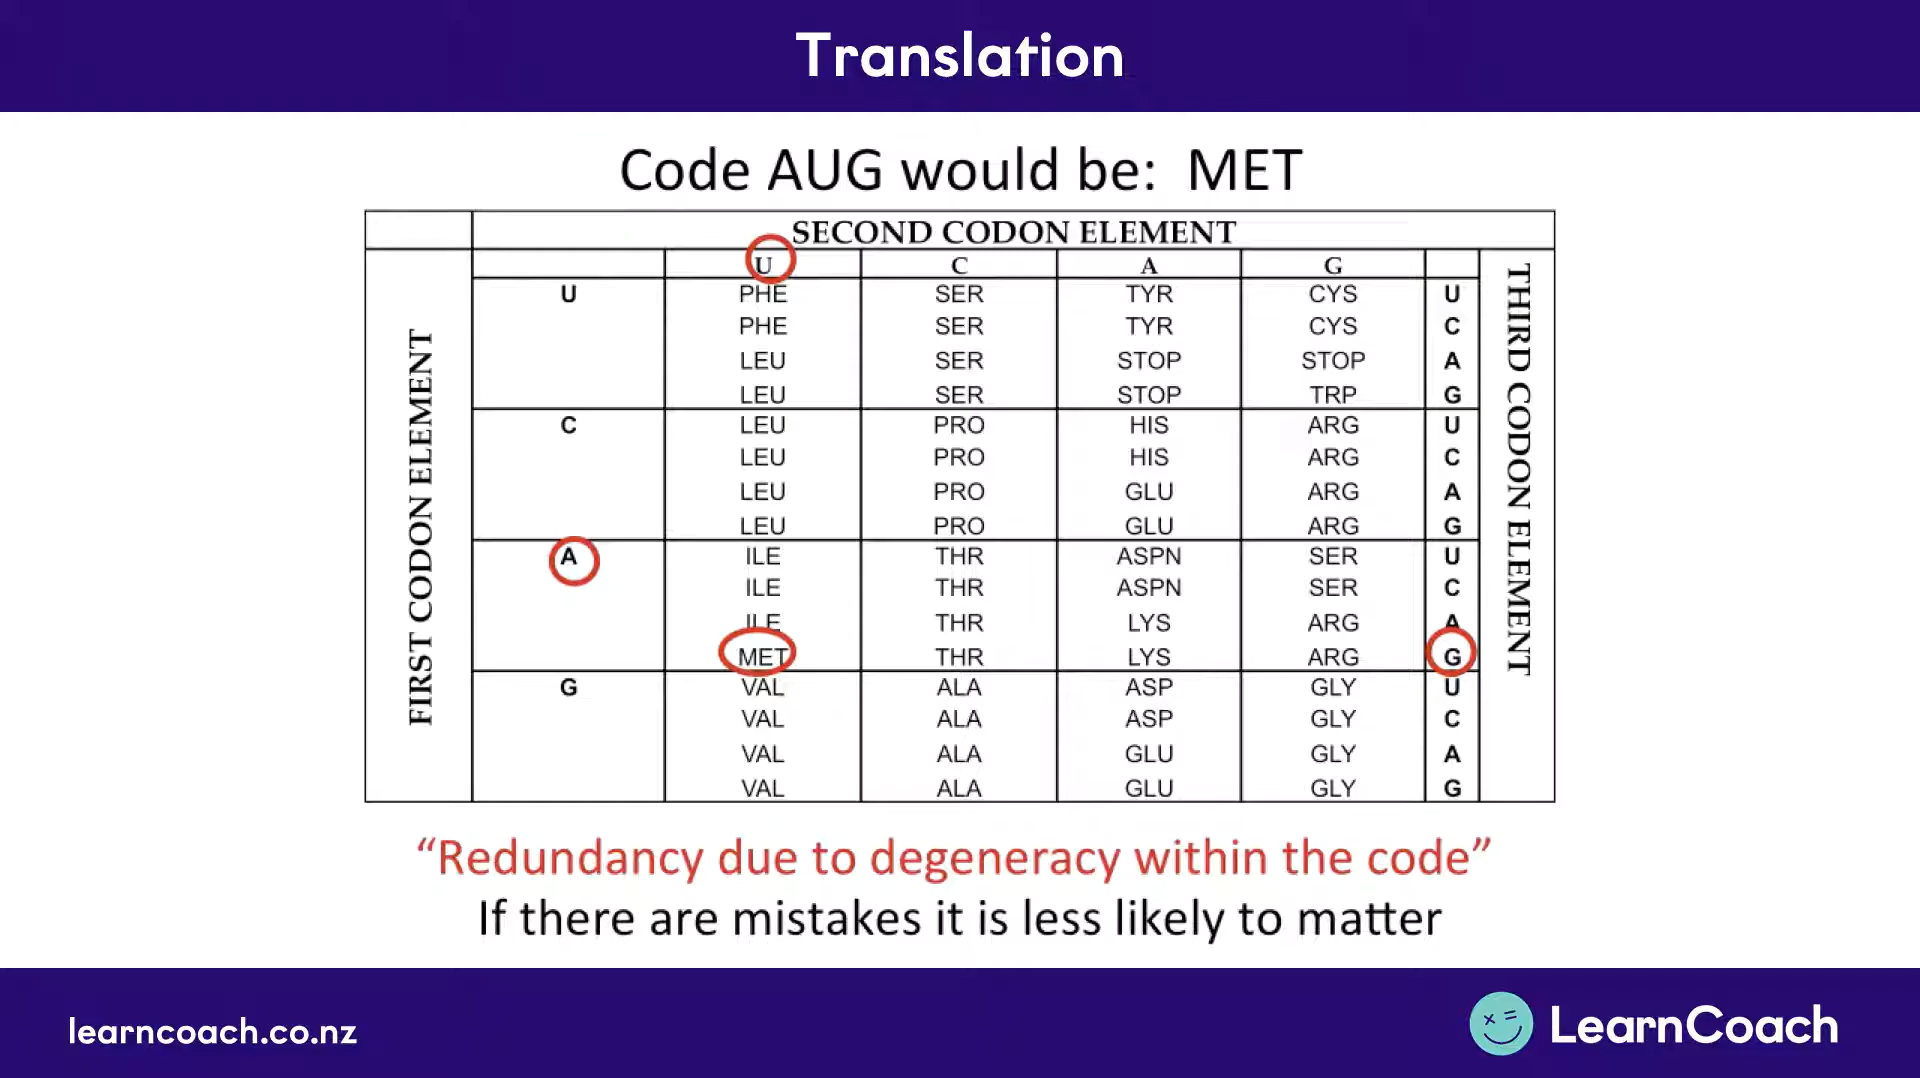 Translation
Code AUG would be: MET
SECOND CODON ELEMENT
U C A G
FIRST CODON ELEMENT
THIRD CODON ELEMENT
U PHE SER TYR CYS U
PHE SER TYR CYS C
LEU SER STOP STOP A
LEU SER STOP TRP G
C LEU PRO HIS ARG U
LEU PRO HIS ARG C
LEU PRO GLU ARG A
LEU PRO GLU ARG G
A ILE THR ASPN SER U
ILE THR ASPN SER C
ILE THR LYS ARG A
MET THR LYS ARG G
G VAL ALA ASP GLY U
VAL ALA ASP GLY C
VAL ALA GLU GLY A
VAL ALA GLU GLY G
“Redundancy due to degeneracy within the code”
If there are mistakes it is less likely to matter
learncoach.co.nz
LearnCoach